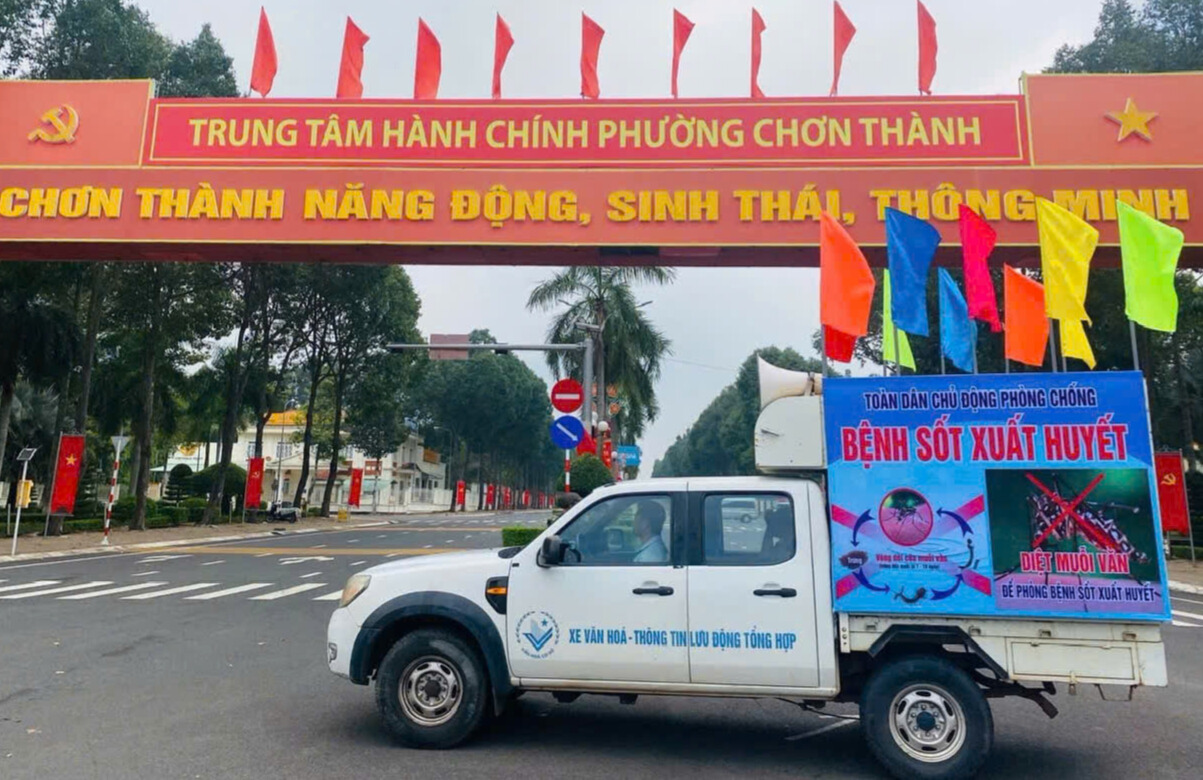 TRUNG TÂM HÀNH CHÍNH PHƯỜNG CHƠN THÀNH
CHƠN THÀNH NĂNG ĐỘNG, SINH THÁI, THÔNG MINH
TOÀN DÂN CHỦ ĐỘNG PHÒNG CHỐNG
BỆNH SỐT XUẤT HUYẾT
Trứng
Vòng đời của muỗi vằn
DIỆT MUỖI VẰN
ĐỀ PHÒNG BỆNH SỐT XUẤT HUYẾT
XE VĂN HOÁ - THÔNG TIN LƯU ĐỘNG TỔNG HỢP